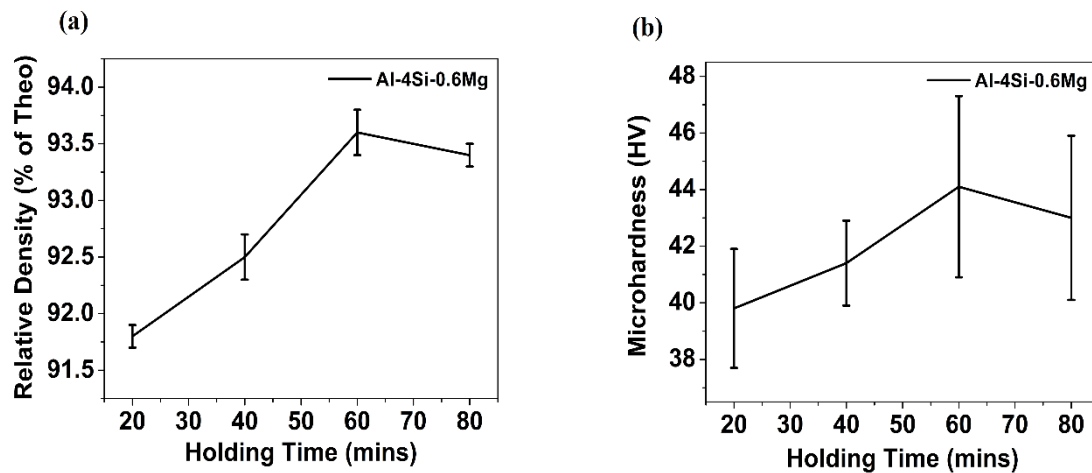 (a)
Al-4Si-0.6Mg
Relative Density (% of Theo)
94.0
93.5
93.0
92.5
92.0
91.5
20 30 40 50 60 70 80
Holding Time (mins)
(b)
Al-4Si-0.6Mg
Microhardness (HV)
48
46
44
42
40
38
20 30 40 50 60 70 80
Holding Time (mins)